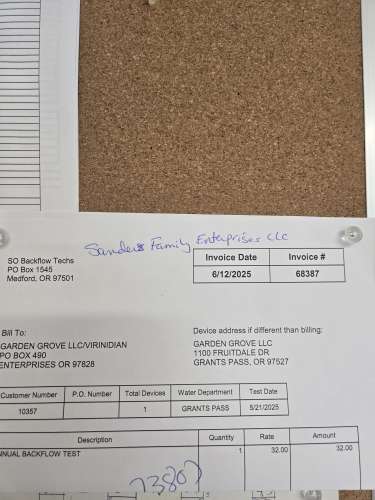 Sanders Family Enterprises LLC
SO Backflow Techs
PO Box 1545
Medford, OR 97501
Invoice Date Invoice #
6/12/2025 68387
Bill To:
GARDEN GROVE LLC/VIRINIDIAN
PO BOX 490
ENTERPRISES OR 97828
Device address if different than billing:
GARDEN GROVE LLC
1100 FRUITDALE DR
GRANTS PASS, OR 97527
Customer Number P.O. Number Total Devices Water Department Test Date
10357 1 GRANTS PASS 5/21/2025
Description Quantity Rate Amount
NNUAL BACKFLOW TEST 1 32.00 32.00
73807